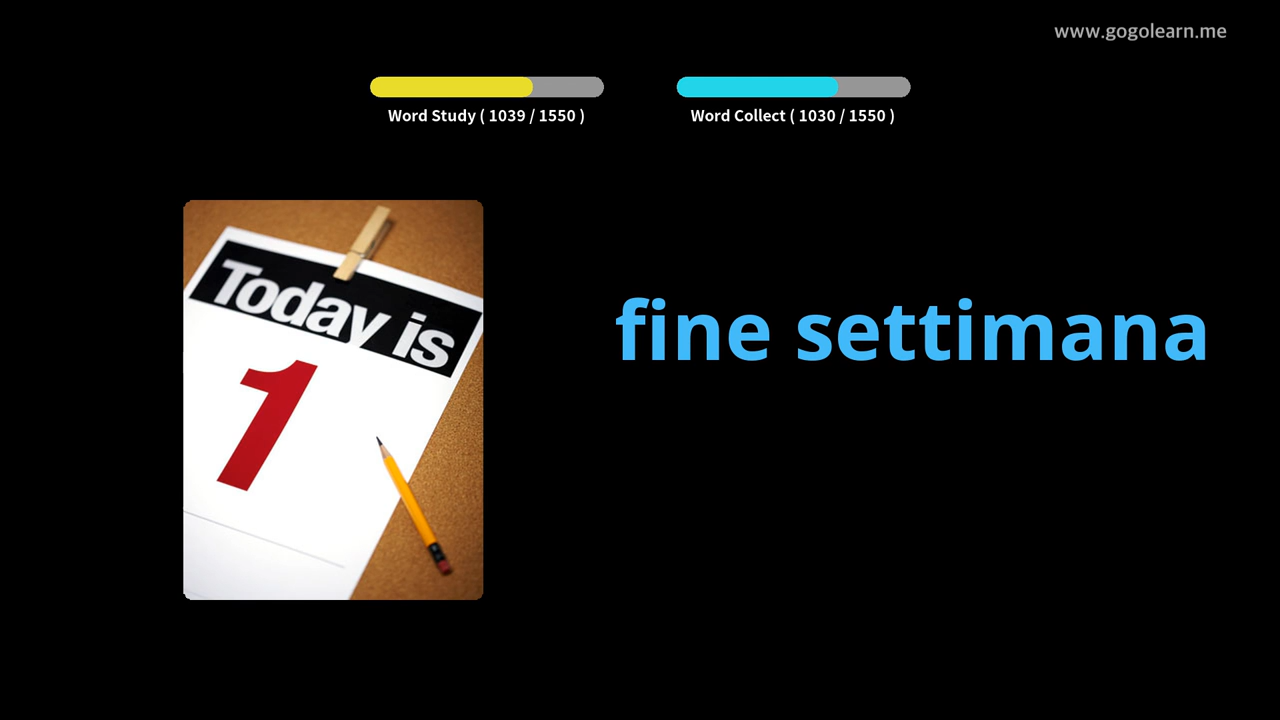 www.gogolearn.me
Word Study ( 1039 / 1550 )
Word Collect ( 1030 / 1550 )
Today is
1
fine settimana